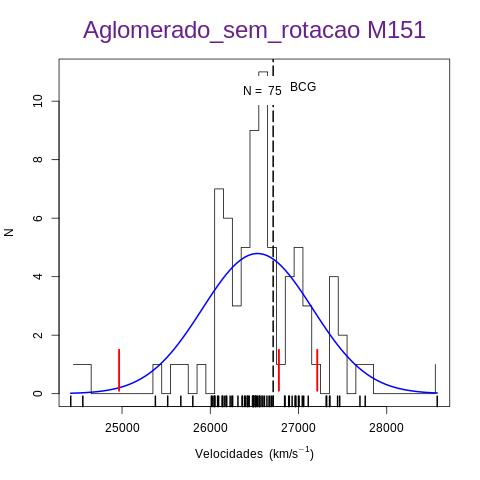 Aglomerado_sem_rotacao M151
N = 75 BCG
10
8
6
4
2
0
N
25000 26000 27000 28000
Velocidades (km/s⁻¹)